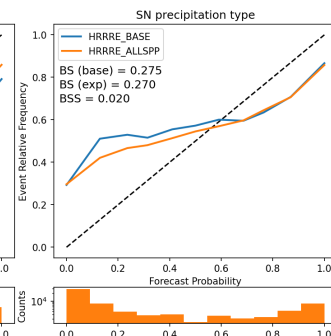 SN precipitation type
HRRRE_BASE
HRRRE_ALLSPP
BS (base) = 0.275
BS (exp) = 0.270
BSS = 0.020
Event Relative Frequency
1.0
0.8
0.6
0.4
0.2
0.0
0.0 0.2 0.4 0.6 0.8 1.0
Forecast Probability
Counts
10⁴
0.0 0.2 0.4 0.6 0.8 1.0